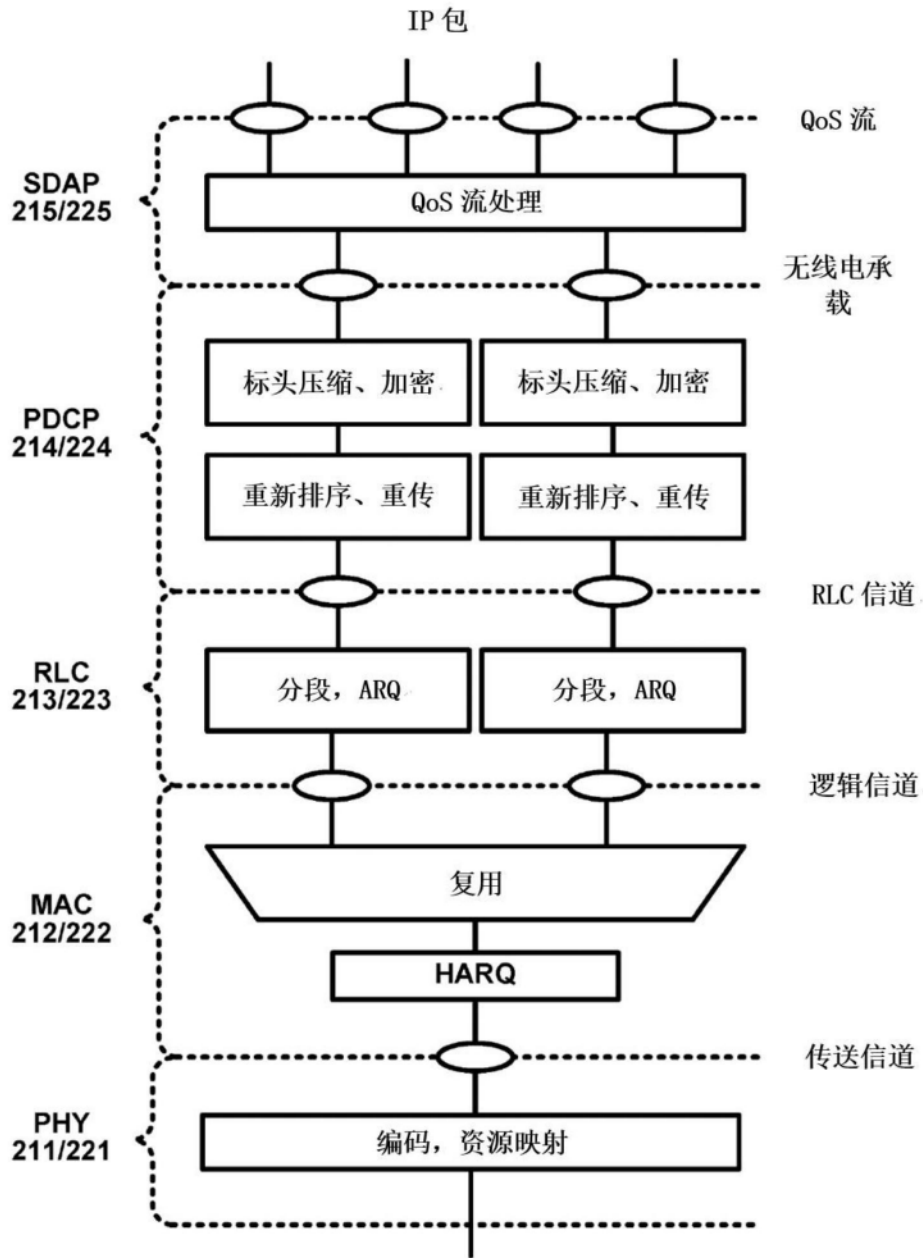 IP 包
QoS 流
SDAP
215/225
QoS 流处理
无线电承
载
标头压缩、加密
标头压缩、加密
PDCP
214/224
重新排序、重传
重新排序、重传
RLC 信道
RLC
213/223
分段，ARQ
分段，ARQ
逻辑信道
复用
MAC
212/222
HARQ
传送信道
PHY
211/221
编码，资源映射